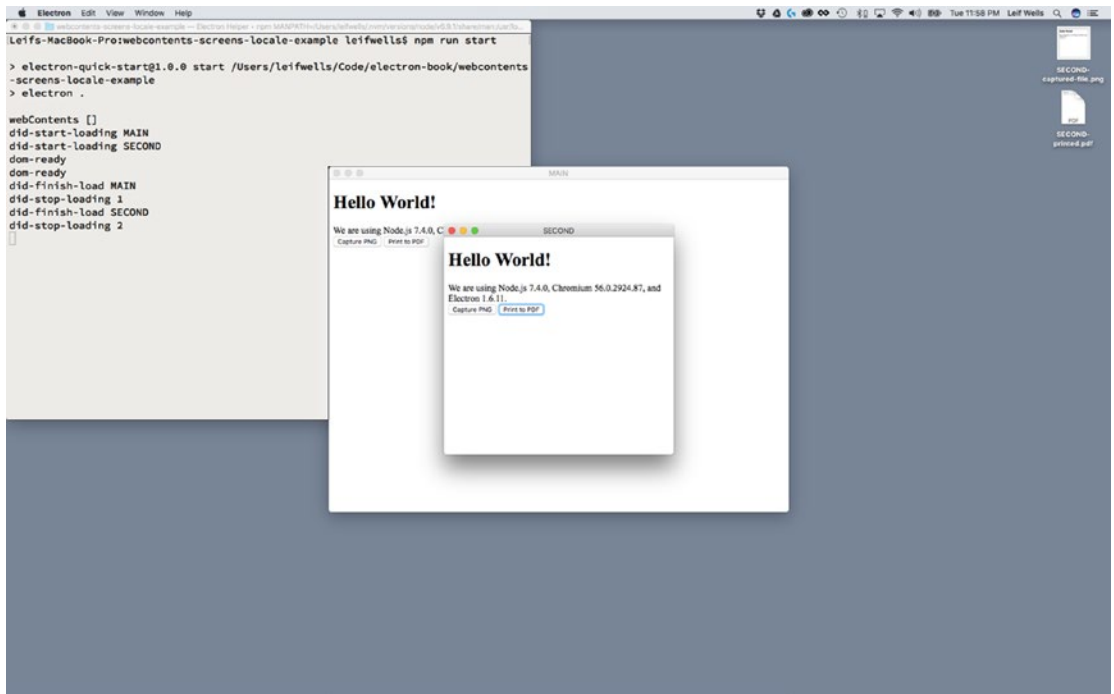 Electron Edit View Window Help
Tue 11:58 PM Leif Wells
Leifs-MacBook-Pro:webcontents-screens-locale-example leifwells$ npm run start
> electron-quick-start@1.0.0 start /Users/leifwells/Code/electron-book/webcontents
-screens-locale-example
> electron .
webContents []
did-start-loading MAIN
did-start-loading SECOND
dom-ready
dom-ready
did-finish-load MAIN
did-stop-loading 1
did-finish-load SECOND
did-stop-loading 2
MAIN
Hello World!
We are using Node.js 7.4.0, C
Capture PNG Print to PDF
SECOND
Hello World!
We are using Node.js 7.4.0, Chromium 56.0.2924.87, and
Electron 1.6.11.
Capture PNG Print to PDF
SECOND-
captured-file.png
PDF
SECOND-
printed.pdf